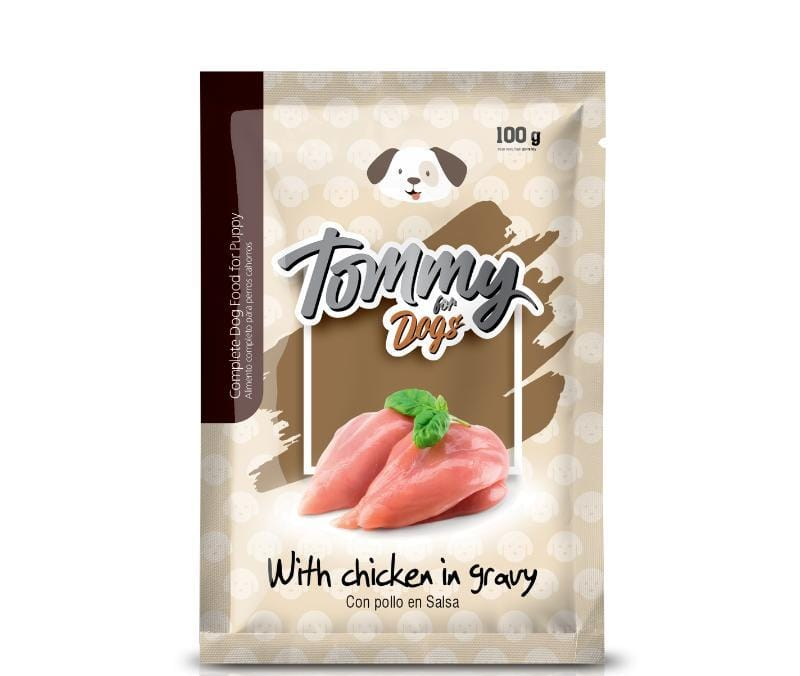 100 g
Tommy
for
Dogs
Complete Dog Food for Puppy
Alimento completo para perros cahorros
With chicken in gravy
Con pollo en Salsa